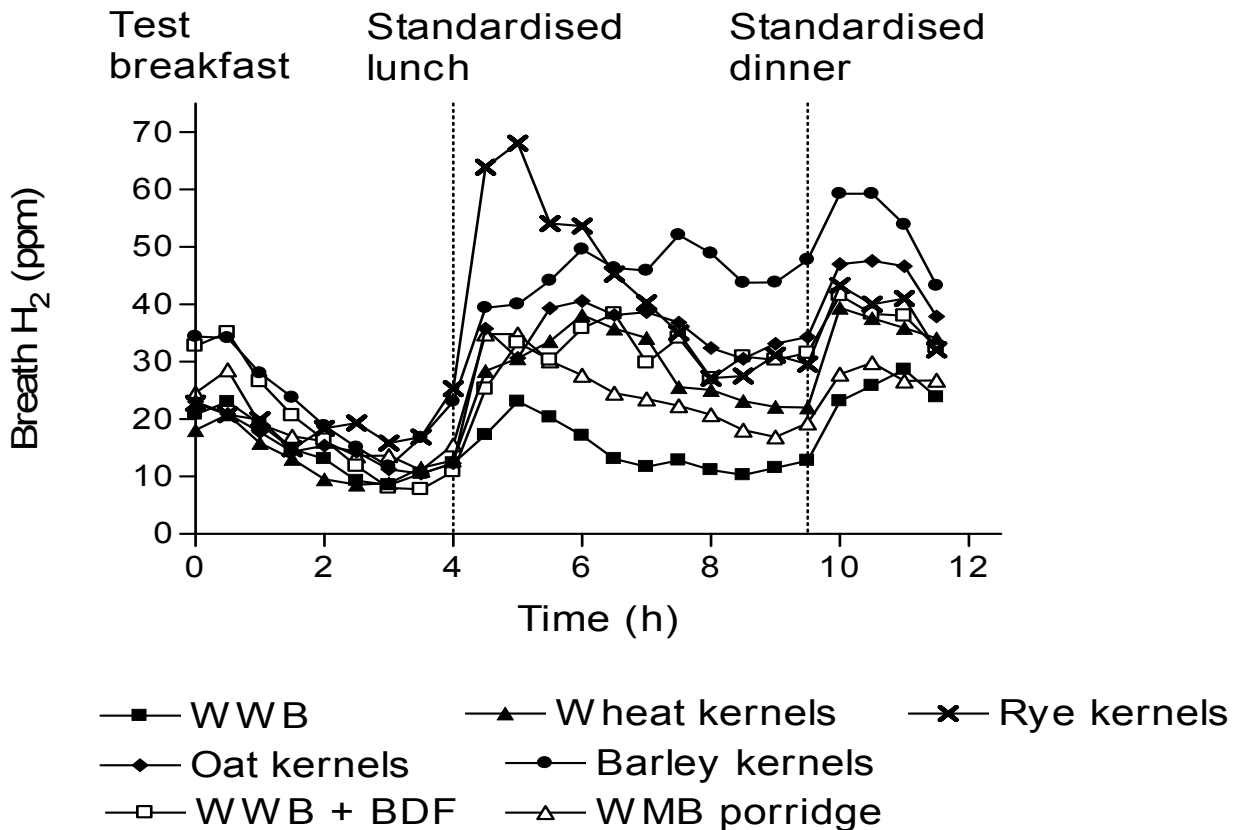 Test breakfast
Standardised lunch
Standardised dinner
Breath H2 (ppm)
70
60
50
40
30
20
10
0
0 2 4 6 8 10 12
Time (h)
WWB Wheat kernels Rye kernels
Oat kernels Barley kernels
WWB + BDF WMB porridge